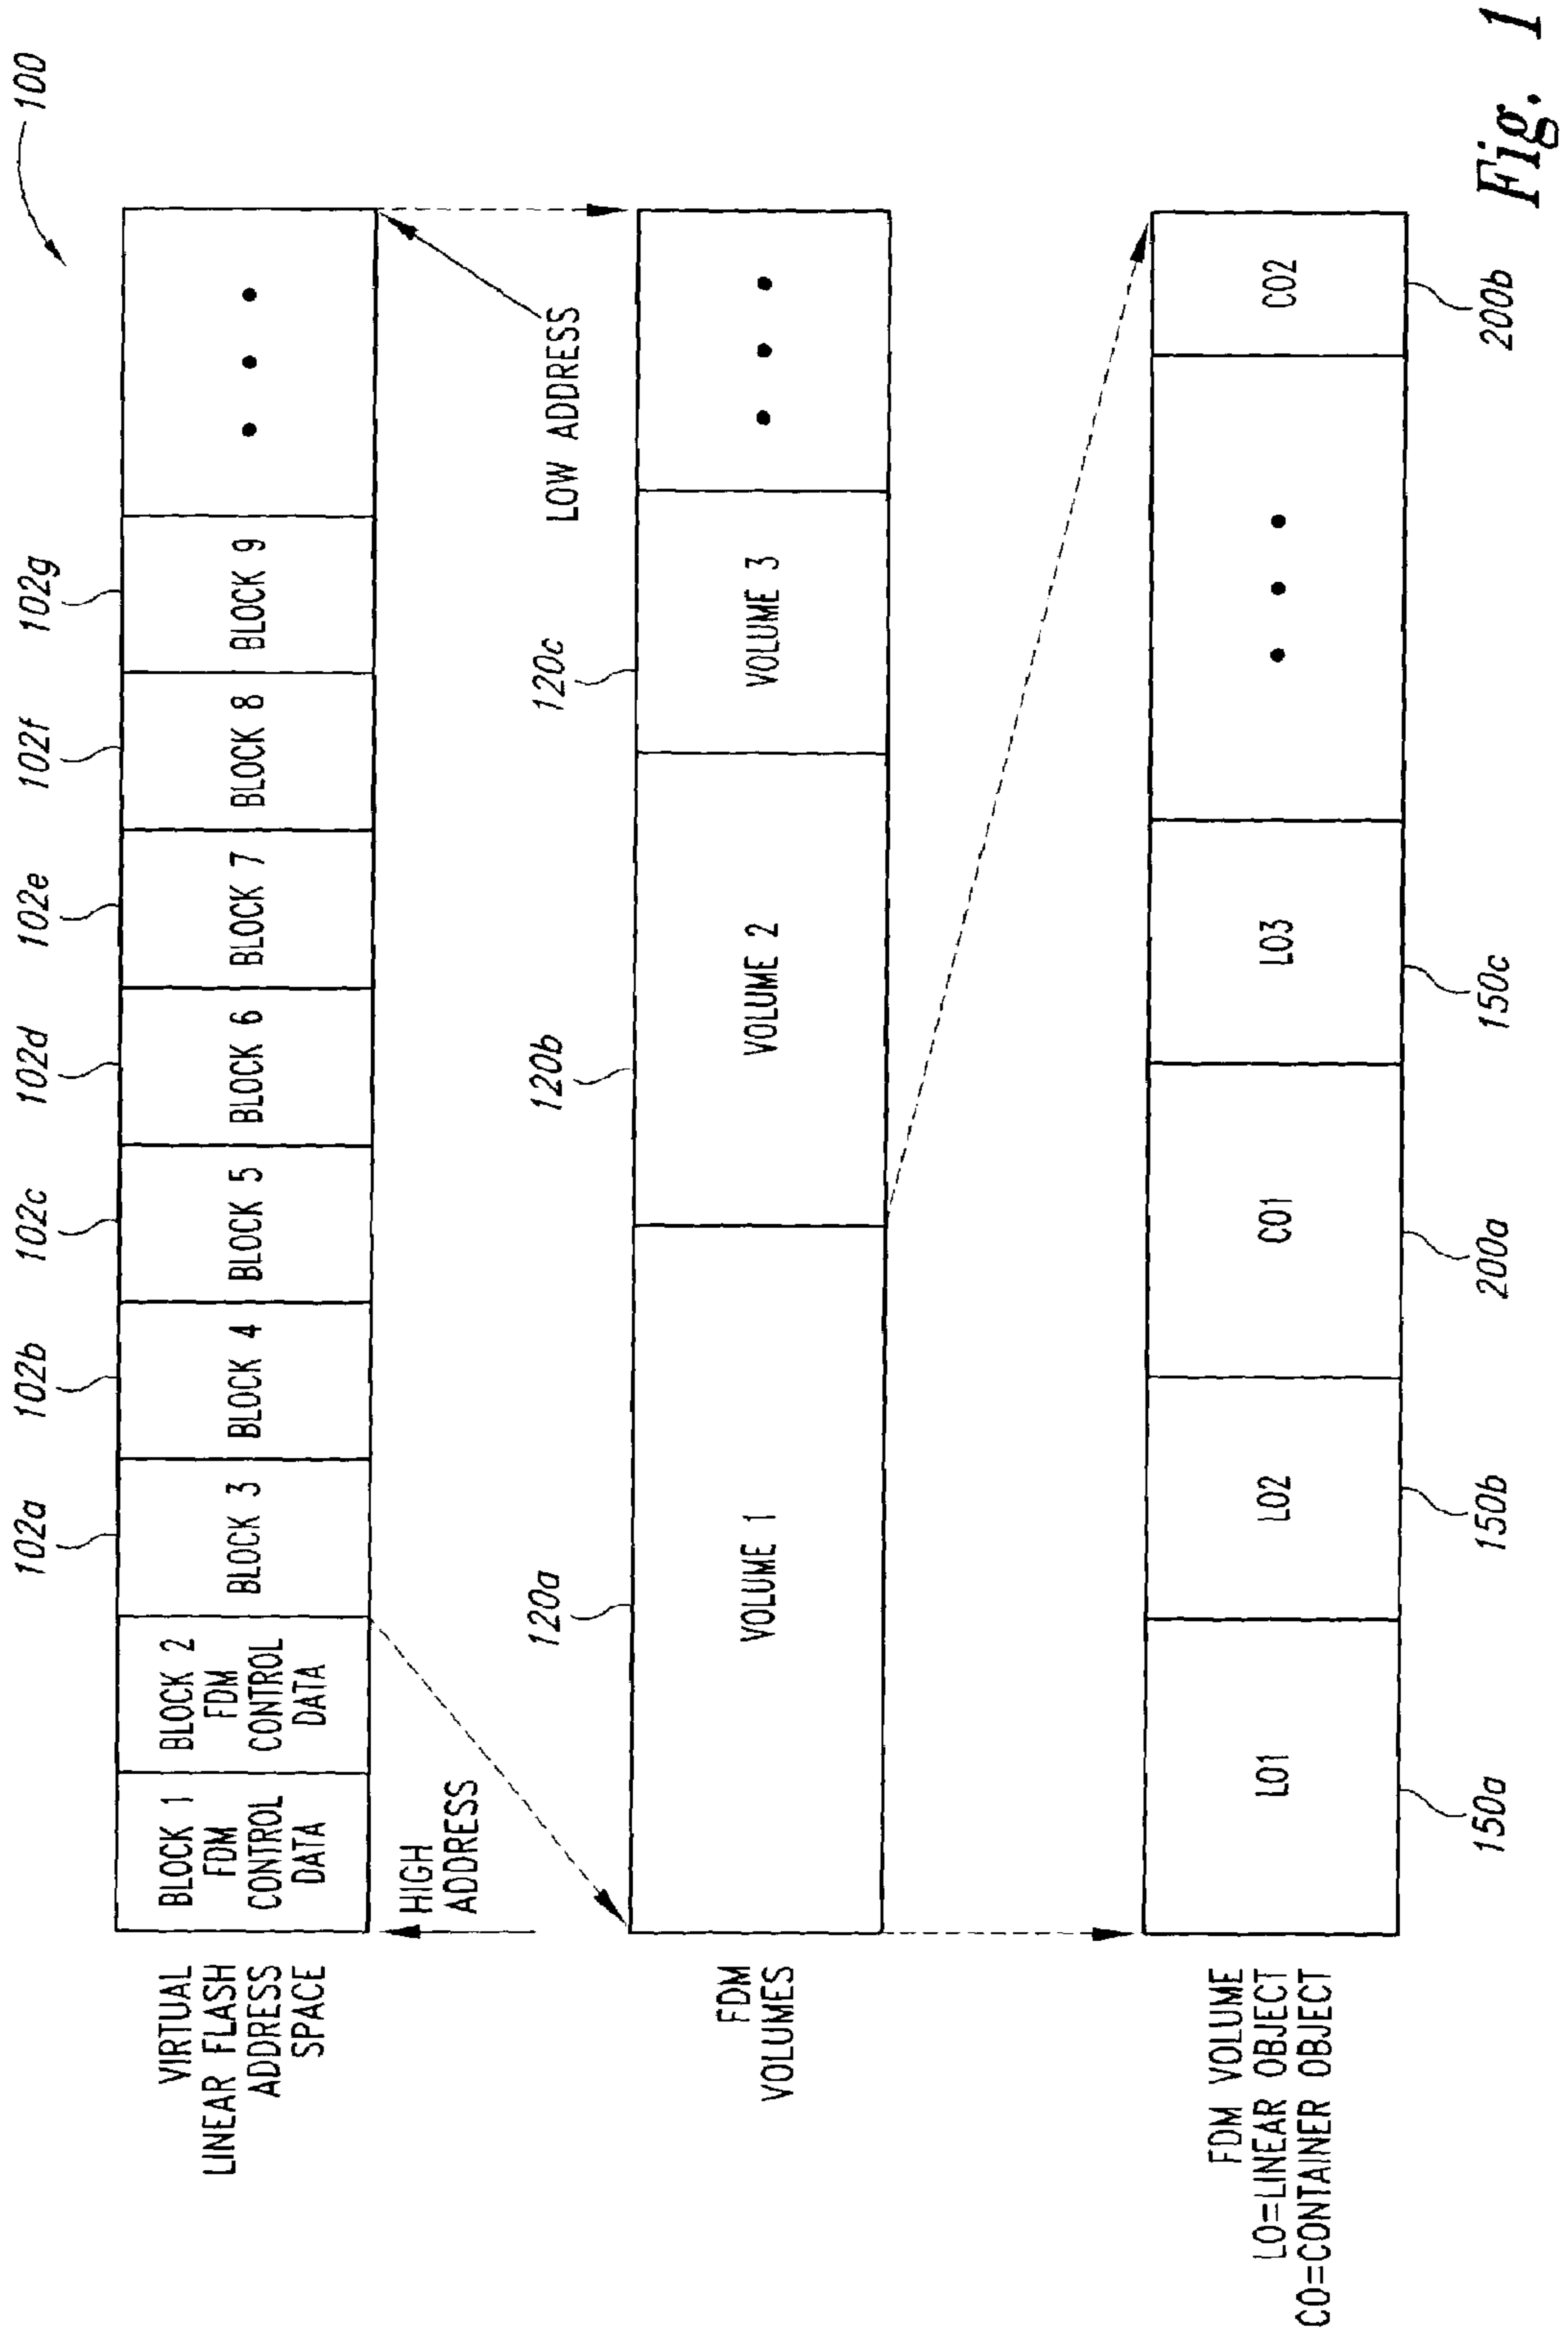 100
102a
102b
102c
102d
102e
102f
102g
VIRTUAL
LINEAR FLASH
ADDRESS
SPACE
BLOCK 1
FDM
CONTROL
DATA
BLOCK 2
FDM
CONTROL
DATA
BLOCK 3
BLOCK 4
BLOCK 5
BLOCK 6
BLOCK 7
BLOCK 8
BLOCK 9
• • •
HIGH
ADDRESS
LOW ADDRESS
120a
120b
120c
FDM
VOLUMES
VOLUME 1
VOLUME 2
VOLUME 3
• • •
FDM VOLUME
LO=LINEAR OBJECT
CO=CONTAINER OBJECT
LO1
LO2
CO1
LO3
• • •
CO2
150a
150b
200a
150c
200b
Fig. 1